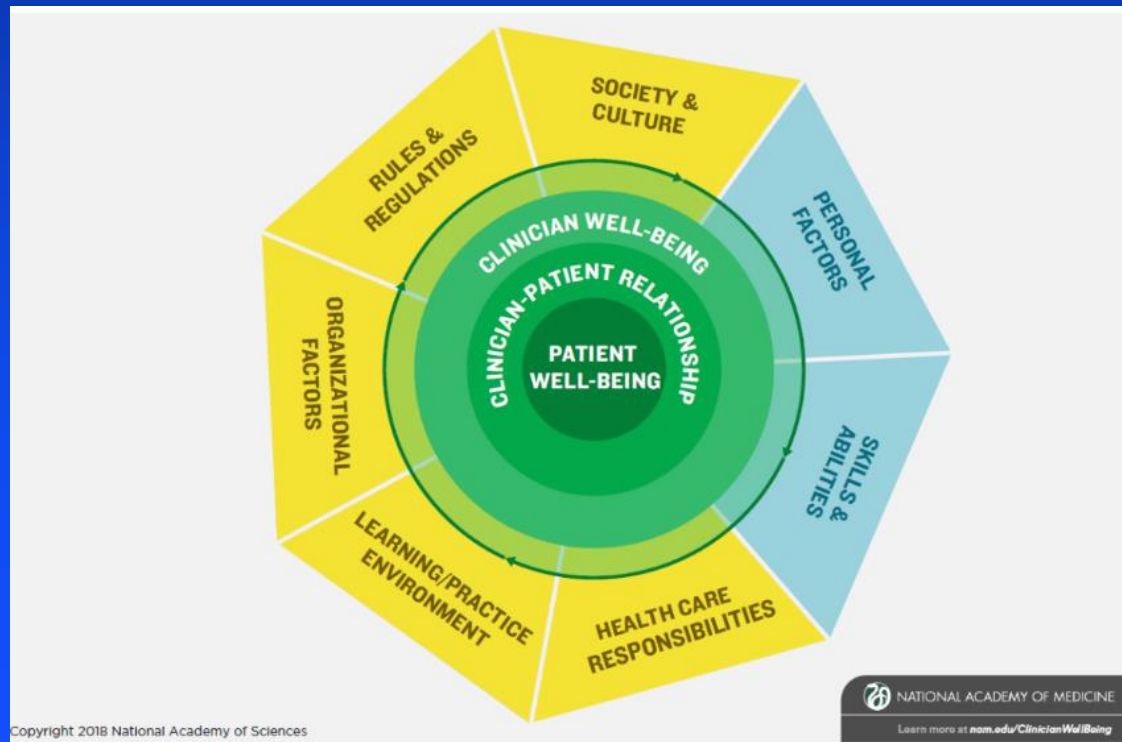 SOCIETY &
CULTURE
PERSONAL
FACTORS
SKILLS &
ABILITIES
HEALTH CARE
RESPONSIBILITIES
LEARNING/PRACTICE
ENVIRONMENT
ORGANIZATIONAL
FACTORS
RULES &
REGULATIONS
CLINICIAN WELL-BEING
CLINICIAN-PATIENT RELATIONSHIP
PATIENT
WELL-BEING
NATIONAL ACADEMY OF MEDICINE
Learn more at nam.edu/ClinicianWellBeing
Copyright 2018 National Academy of Sciences